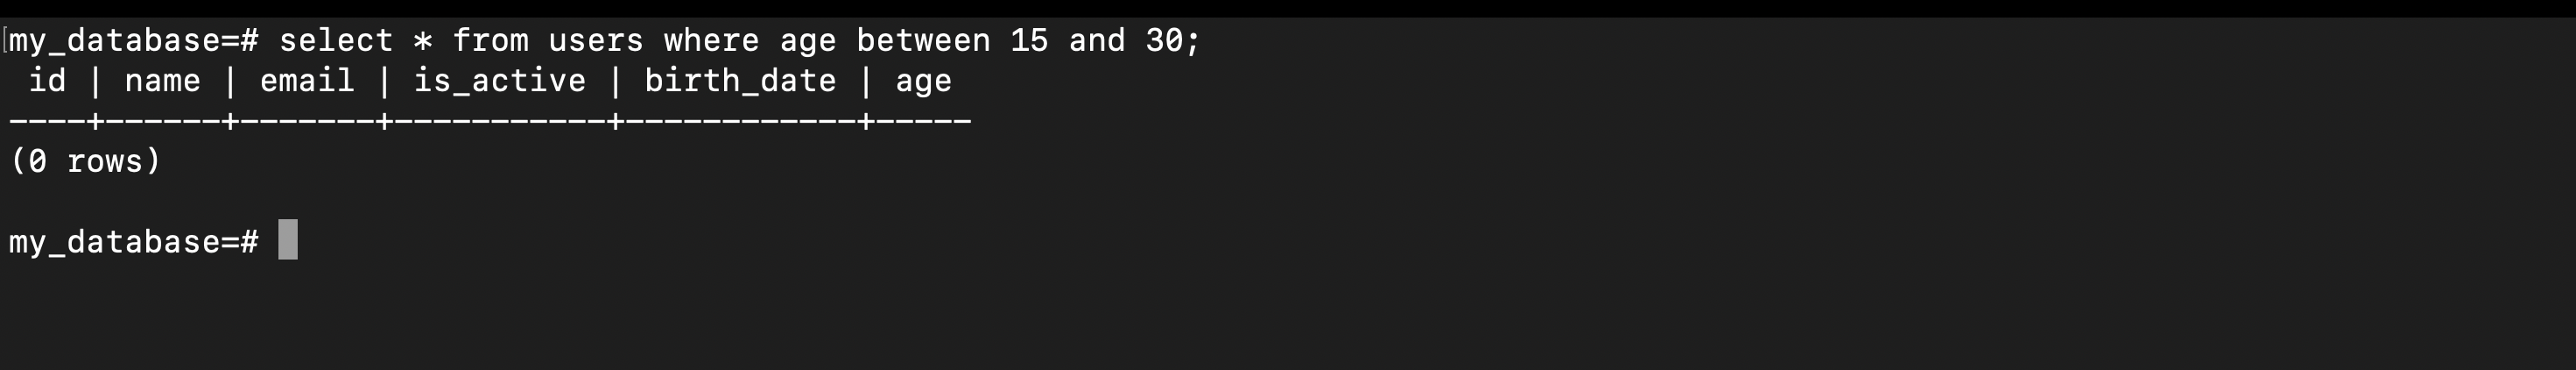 my_database=# select * from users where age between 15 and 30;
 id | name | email | is_active | birth_date | age
----+------+-------+-----------+------------+-----
(0 rows)

my_database=#